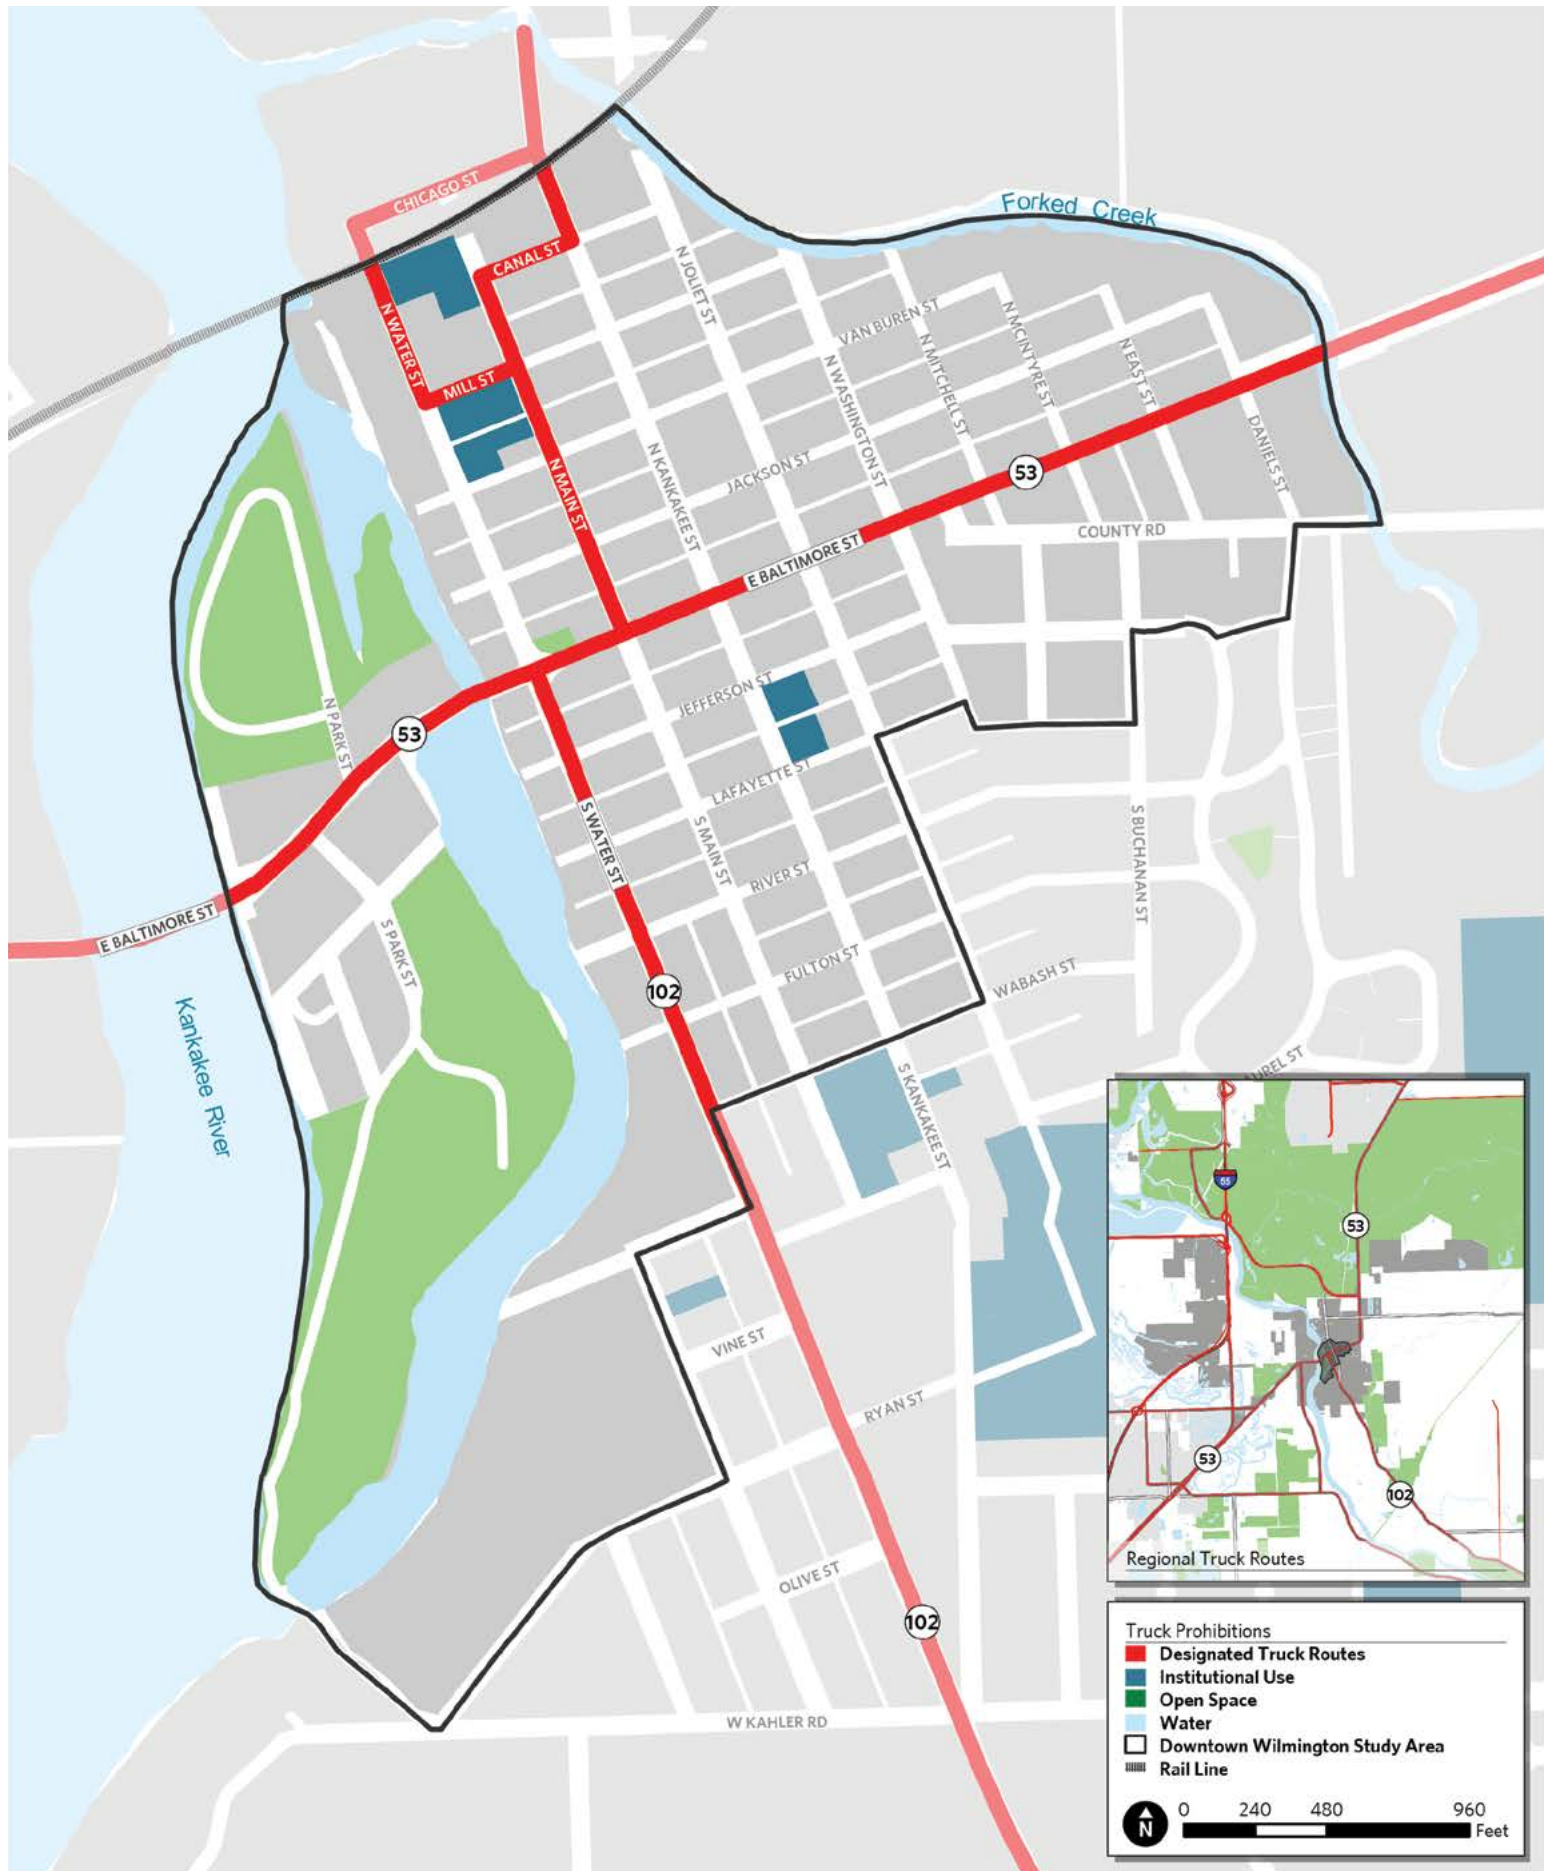 Forked Creek
CHICAGO ST
CANAL ST
N JOLIET ST
N WATER ST
VAN BUREN ST
N MCINTYRE ST
N MITCHELL ST
N EAST ST
MILL ST
N WASHINGTON ST
DANIEL ST
N KANKAKEE ST
JACKSON ST
N MAIN ST
53
COUNTY RD
E BALTIMORE ST
JEFFERSON ST
N PARK ST
53
LAFAYETTE ST
S WATER ST
S MAIN ST
S BUCHANAN ST
RIVER ST
E BALTIMORE ST
S PARK ST
FULTON ST
102
WABASH ST
Kankakee River
S KANKAKEE ST
AUREL ST
55
53
VINE ST
RYAN ST
53
102
Regional Truck Routes
OLIVE ST
102
W KAHLER RD
Truck Prohibitions
Designated Truck Routes
Institutional Use
Open Space
Water
Downtown Wilmington Study Area
Rail Line
N
0 240 480 960
Feet